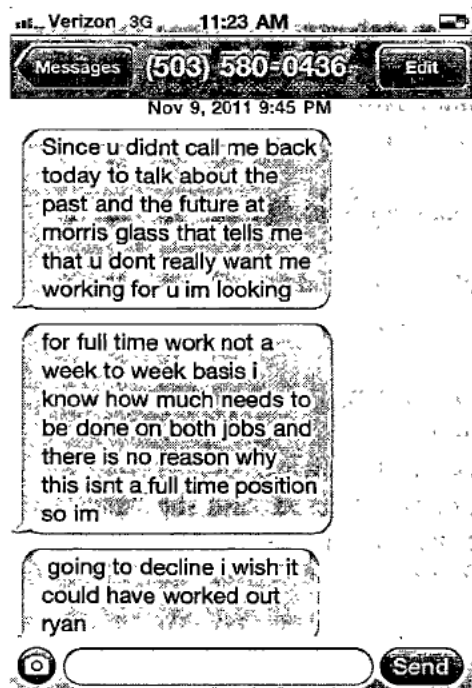 Verizon 3G 11:23 AM
Messages (503) 580-0436 Edit
Nov 9, 2011 9:45 PM
Since u didnt call me back
today to talk about the
past and the future at
morris glass that tells me
that u dont really want me
working for u im looking
for full time work not a
week to week basis i
know how much needs to
be done on both jobs and
there is no reason why
this isnt a full time position
so im
going to decline i wish it
could have worked out
ryan
Send